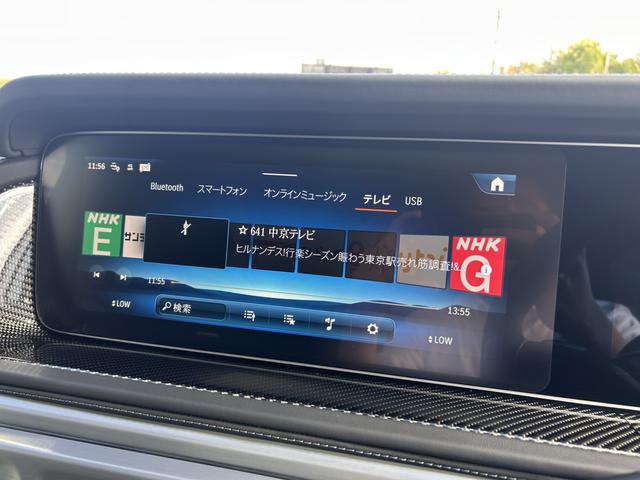 11:56
Bluetooth スマートフォン オンラインミュージック テレビ USB
NHK E
サンテ
☆ 641 中京テレビ
ヒルナンデス!行楽シーズン賑わう東京駅売れ筋調査!&
NHK G
11:55
13:55
LOW
検索
LOW